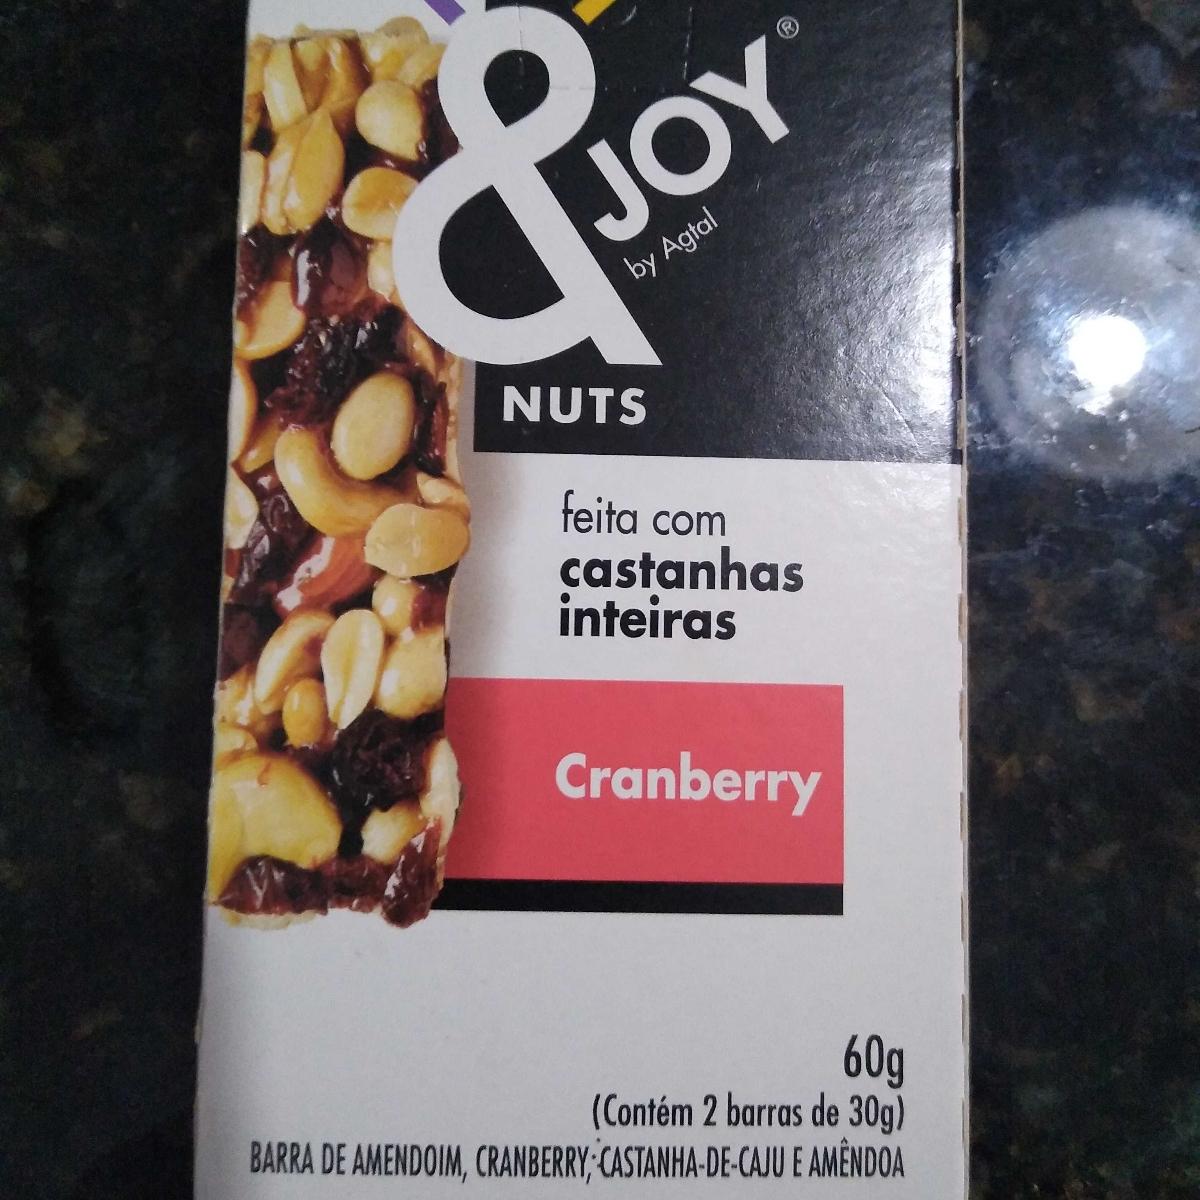 & JOY®
by Agtal
NUTS
feita com
castanhas
inteiras
Cranberry
60g
(Contém 2 barras de 30g)
BARRA DE AMENDOIM, CRANBERRY, CASTANHA-DE-CAJU E AMÊNDOA